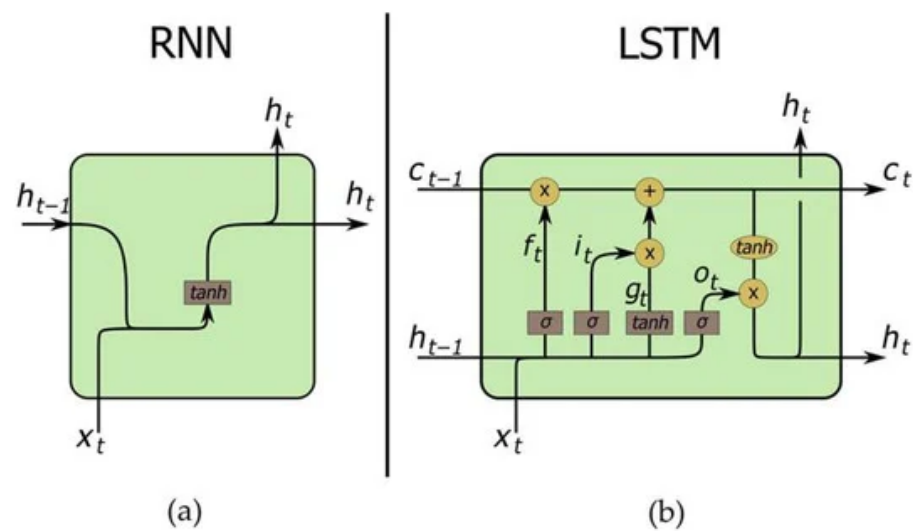 RNN
h_t
h_{t-1}
h_t
tanh
x_t
(a)
LSTM
h_t
c_{t-1}
x
+
c_t
f_t
i_t
x
tanh
g_t
o_t
x
σ
σ
tanh
σ
h_{t-1}
h_t
x_t
(b)